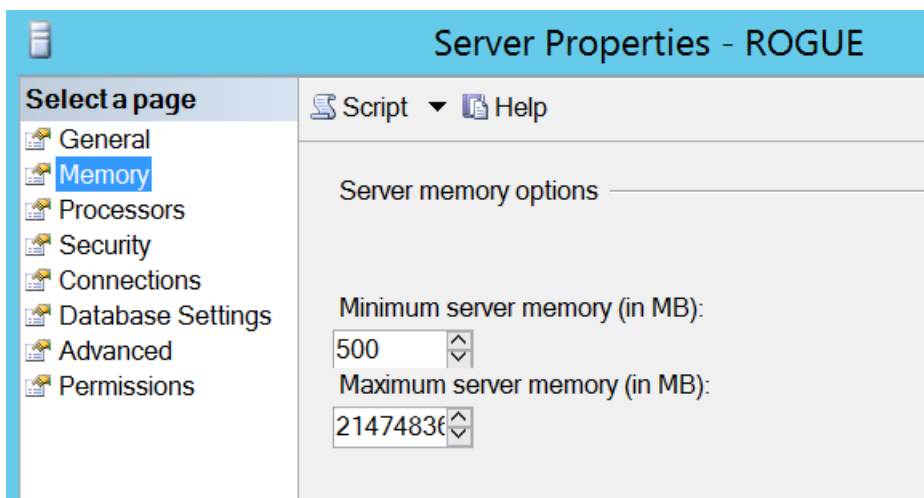 Server Properties - ROGUE
Select a page
General
Memory
Processors
Security
Connections
Database Settings
Advanced
Permissions
Script Help
Server memory options
Minimum server memory (in MB):
500
Maximum server memory (in MB):
2147483